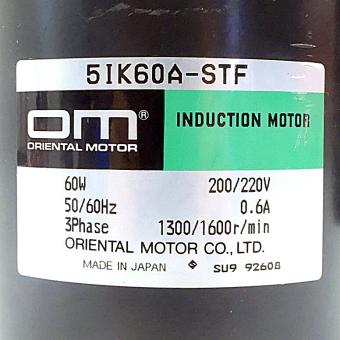 5IK60A-STF
om
ORIENTAL MOTOR
INDUCTION MOTOR
60W 200/220V
50/60Hz 0.6A
3Phase 1300/1600r/min
ORIENTAL MOTOR CO., LTD.
MADE IN JAPAN S SU9 92608